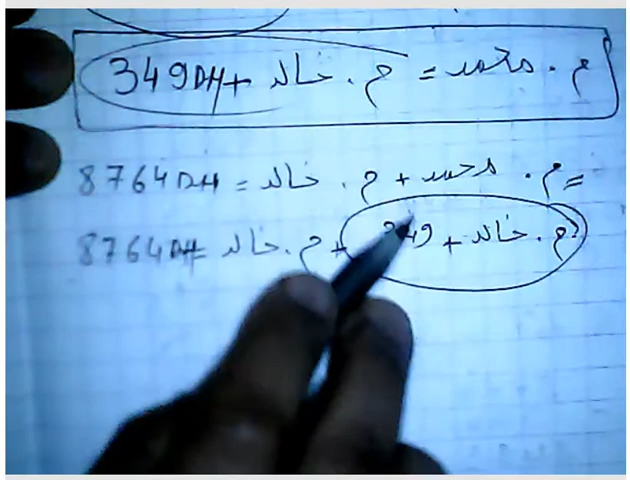 م. محمد = م. خالد + 349DH
= م. محمد + م. خالد = 8764DH
(م. خالد + 349) + م. خالد = 8764DH